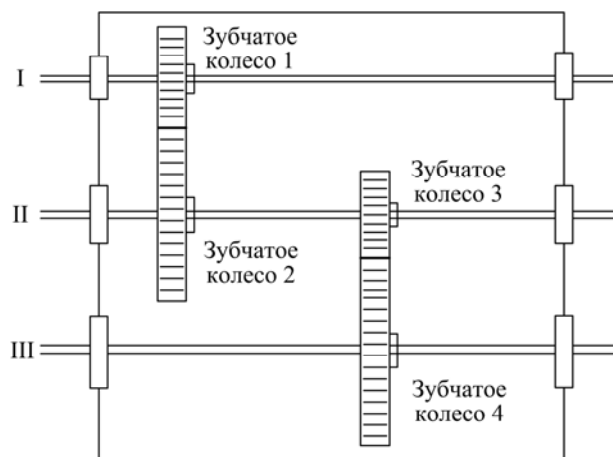 Зубчатое
колесо 1
I
Зубчатое
колесо 3
II
Зубчатое
колесо 2
III
Зубчатое
колесо 4